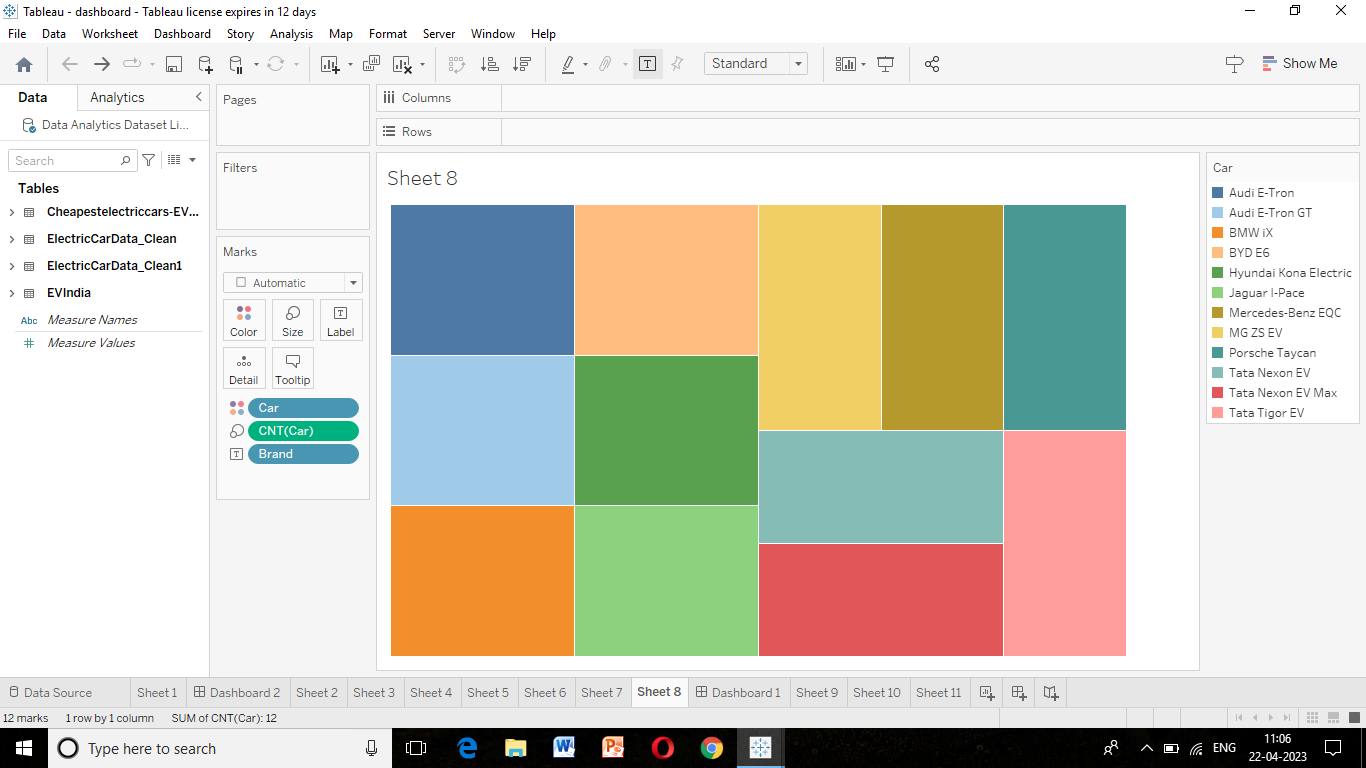 Tableau - dashboard - Tableau license expires in 12 days
File Data Worksheet Dashboard Story Analysis Map Format Server Window Help
Standard
Show Me
Data Analytics
Data Analytics Dataset Li...
Search
Tables
Cheapestelectriccars-EV...
ElectricCarData_Clean
ElectricCarData_Clean1
EVIndia
Abc Measure Names
Measure Values
Pages
Filters
Marks
Automatic
Color Size Label
Detail Tooltip
Car
CNT(Car)
Brand
Columns
Rows
Sheet 8
Car
Audi E-Tron
Audi E-Tron GT
BMW iX
BYD E6
Hyundai Kona Electric
Jaguar I-Pace
Mercedes-Benz EQC
MG ZS EV
Porsche Taycan
Tata Nexon EV
Tata Nexon EV Max
Tata Tigor EV
Data Source Sheet 1 Dashboard 2 Sheet 2 Sheet 3 Sheet 4 Sheet 5 Sheet 6 Sheet 7 Sheet 8 Dashboard 1 Sheet 9 Sheet 10 Sheet 11
12 marks 1 row by 1 column SUM of CNT(Car): 12
Type here to search
ENG
11:06
22-04-2023